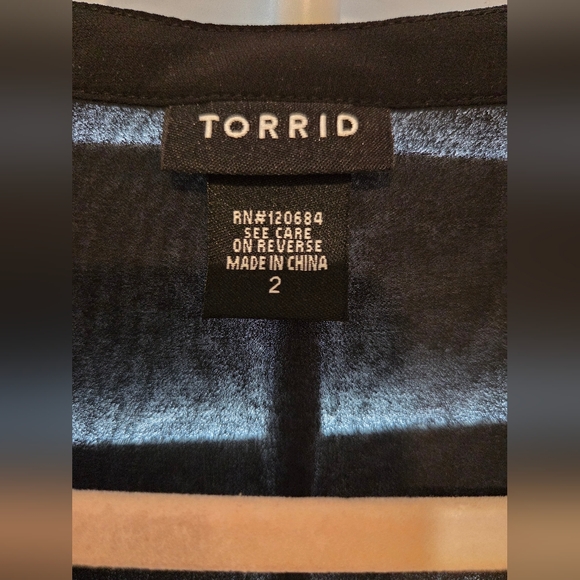 TORRID
RN#120684
SEE CARE
ON REVERSE
MADE IN CHINA
2